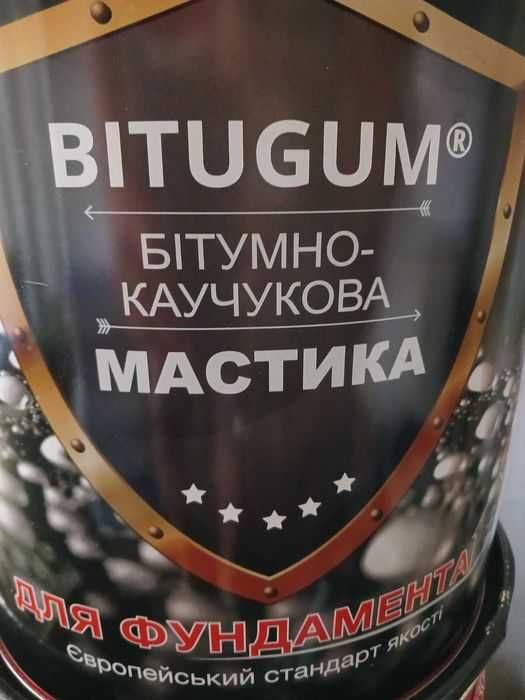 BITUGUM®
БІТУМНО-
КАУЧУКОВА
МАСТИКА
ДЛЯ ФУНДАМЕНТА
Європейський стандарт якості